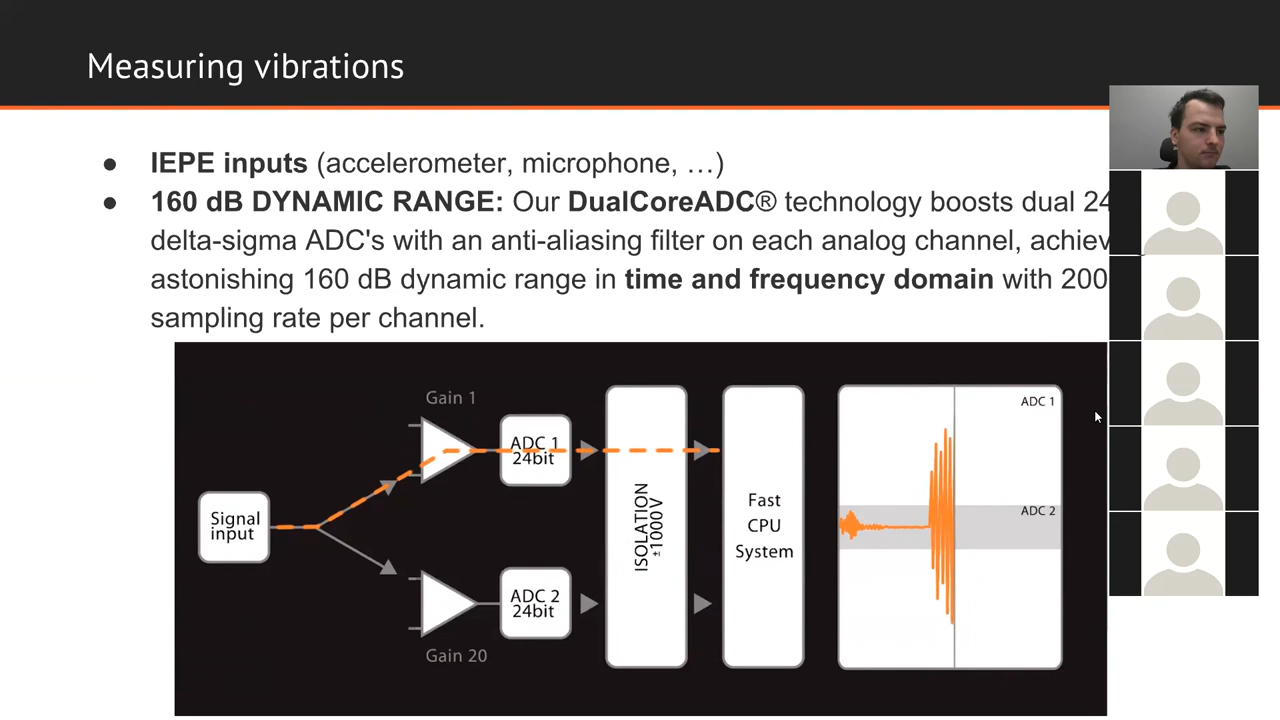 Measuring vibrations
● IEPE inputs (accelerometer, microphone, …)
● 160 dB DYNAMIC RANGE: Our DualCoreADC® technology boosts dual 24
delta-sigma ADC's with an anti-aliasing filter on each analog channel, achiev
astonishing 160 dB dynamic range in time and frequency domain with 200
sampling rate per channel.
Gain 1
ADC 1
24bit
Signal
input
ADC 2
24bit
Gain 20
ISOLATION
±1000V
Fast
CPU
System
ADC 1
ADC 2